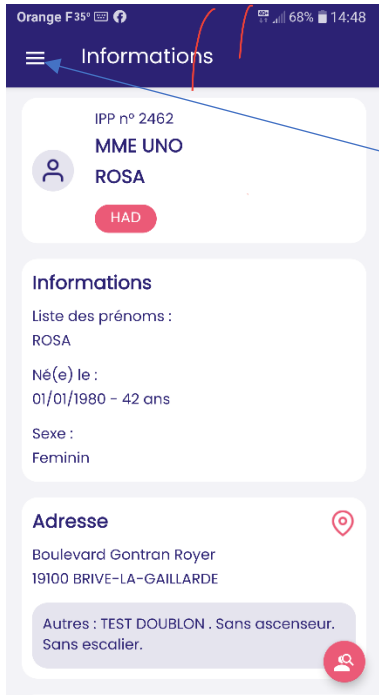 Orange F 35° 68% 14:48
Informations
IPP n° 2462
MME UNO
ROSA
HAD
Informations
Liste des prénoms :
ROSA
Né(e) le :
01/01/1980 - 42 ans
Sexe :
Feminin
Adresse
Boulevard Gontran Royer
19100 BRIVE-LA-GAILLARDE
Autres : TEST DOUBLON . Sans ascenseur.
Sans escalier.